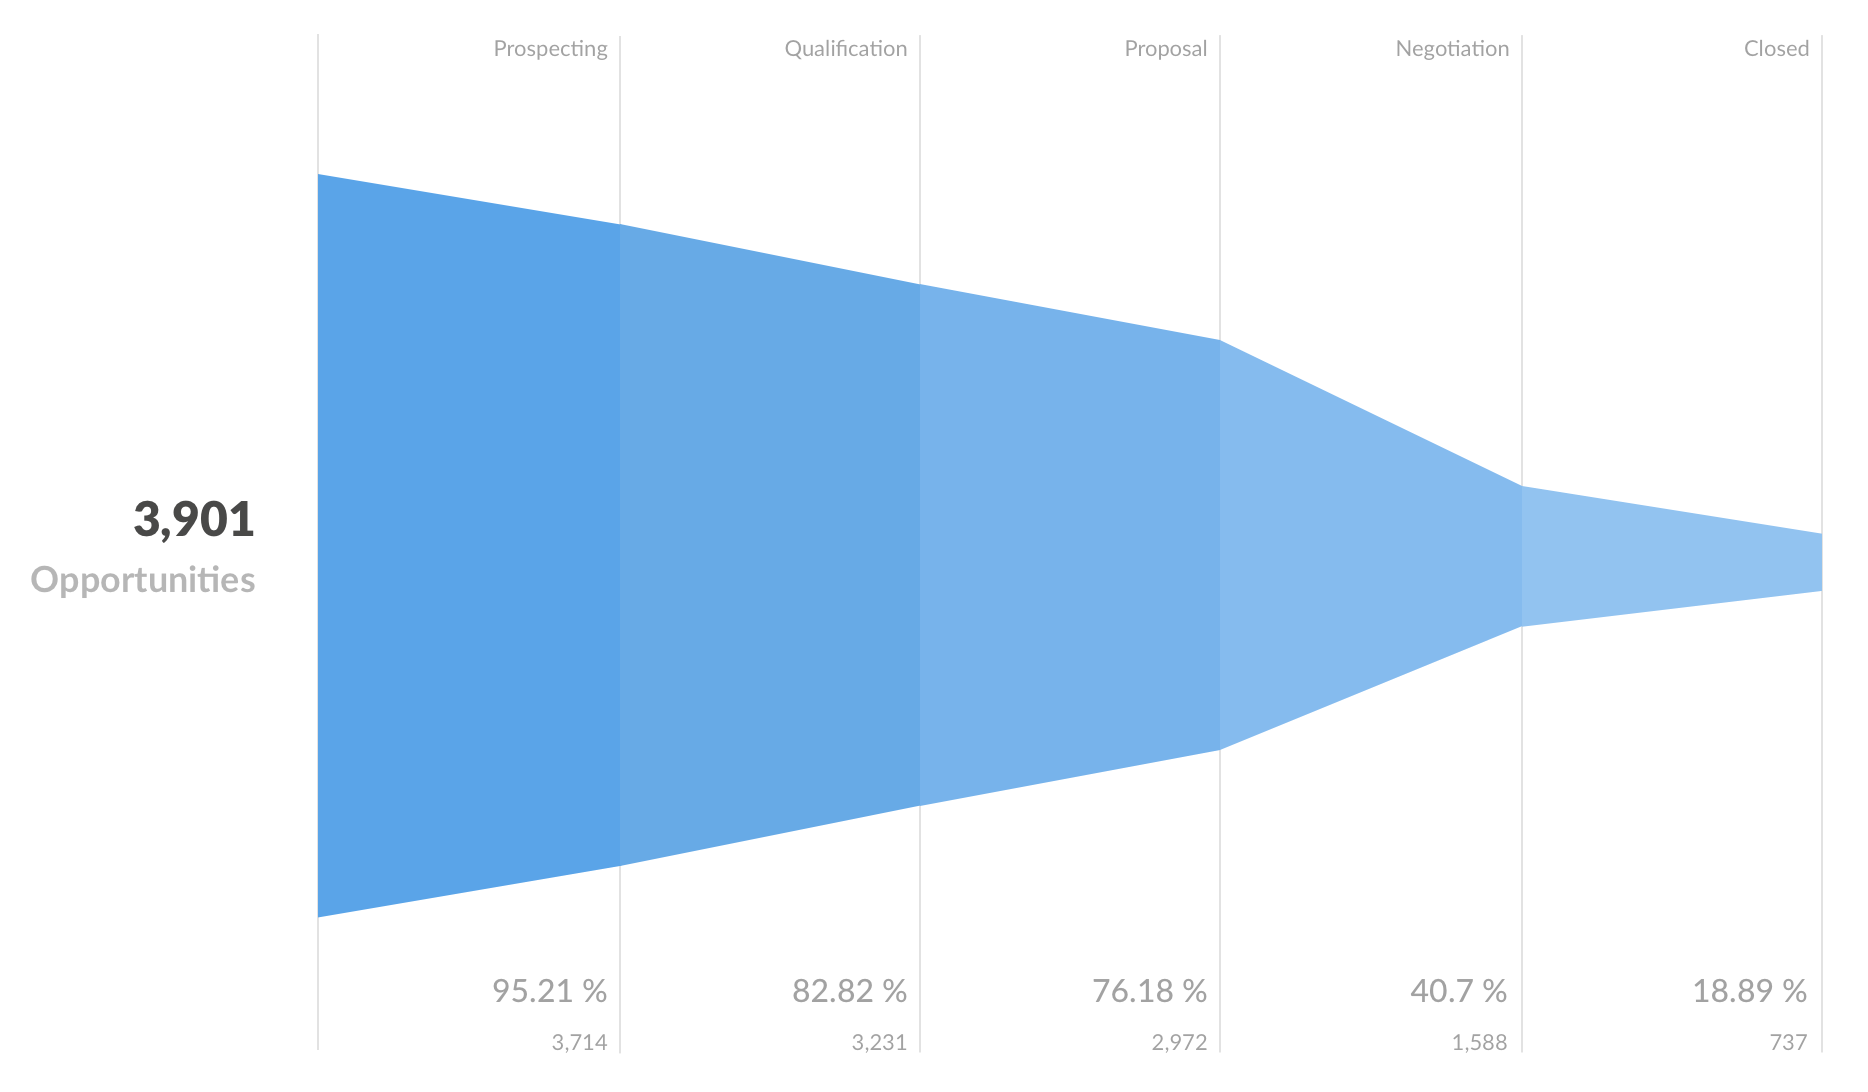 Prospecting
Qualification
Proposal
Negotiation
Closed
3,901
Opportunities
95.21 %
82.82 %
76.18 %
40.7 %
18.89 %
3,714
3,231
2,972
1,588
737